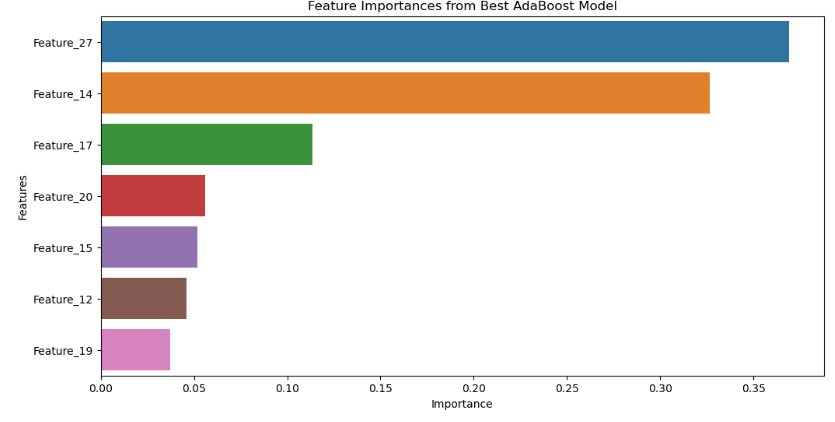 Feature Importances from Best AdaBoost Model
Features
Feature_27
Feature_14
Feature_17
Feature_20
Feature_15
Feature_12
Feature_19
0.00 0.05 0.10 0.15 0.20 0.25 0.30 0.35
Importance